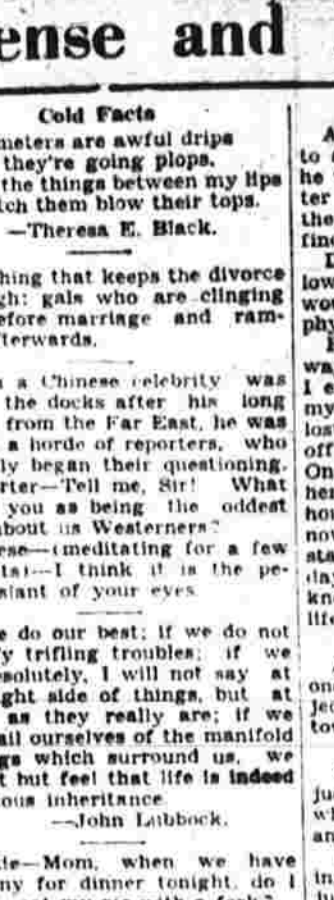 ense and
Cold Facts
meters are awful drips
they're going plops.
the things between my lips
tch them blow their tops.
—Theresa E. Black.
hing that keeps the divorce
gh: gals who are clinging
efore marriage and ram-
fterwards.
a Chinese celebrity was
the docks after his long
from the Far East, he was
a horde of reporters, who
ly began their questioning.
rter—Tell me, Sir! What
you as being the oddest
about us Westerners?
ese—(meditating for a few
ts)—I think it is the pe-
slant of your eyes
e do our best; if we do not
y trifling troubles; if we
solutely, I will not say at
ght side of things, but at
as they really are; if we
ail ourselves of the manifold
gs which surround us, we
t but feel that life is indeed
ous inheritance
—John Lubbock.
ie—Mom, when we have
ny for dinner tonight, do I
A
to
he
ter
the
find
low
wou
phy
wa
I e
my
los
off
On
hea
hou
nov
sta
day
kno
life
one
jec
tov
ju
wh
an
in